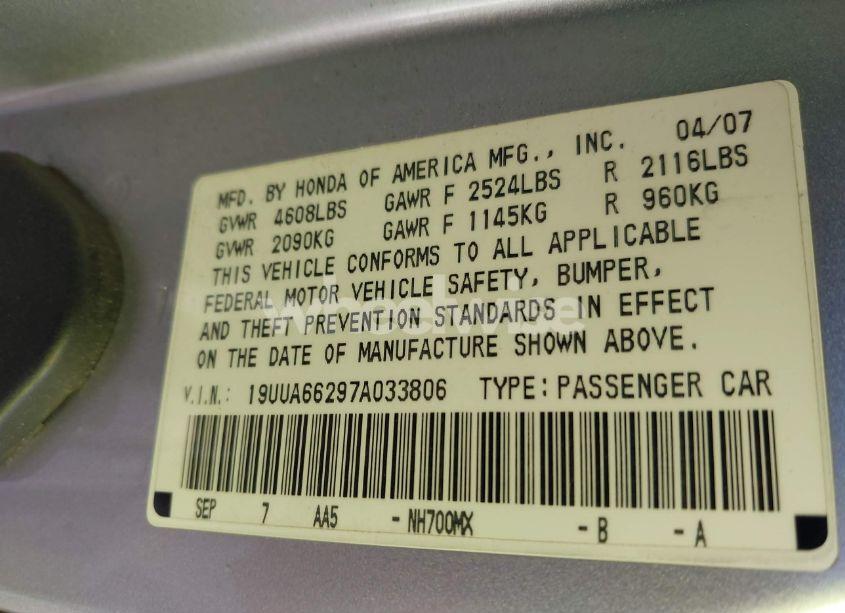 MFD. BY HONDA OF AMERICA MFG., INC. 04/07
GVWR 4608LBS GAWR F 2524LBS R 2116LBS
GVWR 2090KG GAWR F 1145KG R 960KG
THIS VEHICLE CONFORMS TO ALL APPLICABLE
FEDERAL MOTOR VEHICLE SAFETY, BUMPER,
AND THEFT PREVENTION STANDARDS IN EFFECT
ON THE DATE OF MANUFACTURE SHOWN ABOVE.
V.I.N.: 19UUA66297A033806 TYPE: PASSENGER CAR
SEP 7 AA5 -NH700MX -B -A